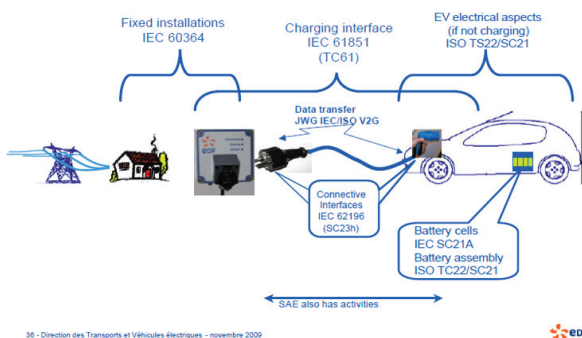 Fixed installations
IEC 60364
Charging interface
IEC 61851
(TC61)
EV electrical aspects
(if not charging)
ISO TS22/SC21
Data transfer
JWG IEC/ISO V2G
EDF
Connective
Interfaces
IEC 62196
(SC23h)
Battery cells
IEC SC21A
Battery assembly
ISO TC22/SC21
SAE also has activities
36 - Direction des Transports et Véhicules électriques - novembre 2009